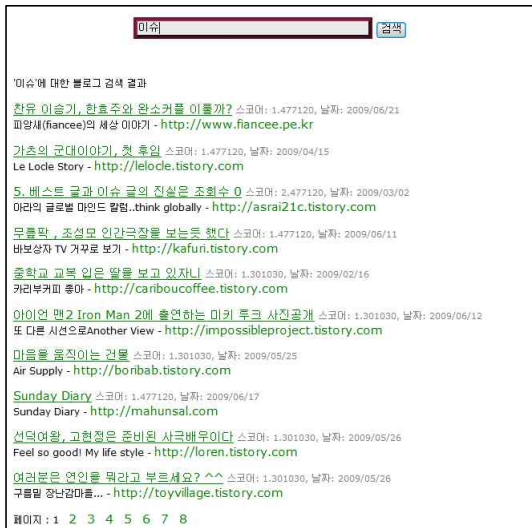 이슈
검색
'이슈'에 대한 블로그 검색 결과
찬유 이승기, 한효주와 완소커플 이룰까? 스코어: 1.477120, 날짜: 2009/06/21
피앙새(fiancee)의 세상 이야기 - http://www.fiancee.pe.kr
가츠의 군대이야기, 첫 후임 스코어: 1.477120, 날짜: 2009/04/15
Le Locle Story - http://lelocle.tistory.com
5. 베스트 글과 이슈 글의 진실은 조회수 0 스코어: 2.477120, 날짜: 2009/03/02
아라의 글로벌 마인드 칼럼..think globally - http://asrai21c.tistory.com
무릎팍 , 조성모 인간극장을 보는듯 했다 스코어: 1.477120, 날짜: 2009/06/11
바보상자 TV 거꾸로 보기 - http://kafuri.tistory.com
중학교 교복 입은 딸을 보고 있자니 스코어: 1.301030, 날짜: 2009/02/16
카리부커피 좋아 - http://cariboucoffee.tistory.com
아이언 맨2 Iron Man 2에 출연하는 미키 루크 사진공개 스코어: 1.301030, 날짜: 2009/06/12
또 다른 시선으로Another View - http://impossibleproject.tistory.com
마음을 움직이는 건물 스코어: 1.301030, 날짜: 2009/05/25
Air Supply - http://boribab.tistory.com
Sunday Diary 스코어: 1.477120, 날짜: 2009/06/17
Sunday Diary - http://mahunsal.com
선덕여왕, 고현정은 준비된 사극배우이다 스코어: 1.301030, 날짜: 2009/05/26
Feel so good! My life style - http://loren.tistory.com
여러분은 연인을 뭐라고 부르세요? ^^ 스코어: 1.301030, 날짜: 2009/05/26
구름밑 장난감마을... - http://toyvillage.tistory.com
페이지 : 1 2 3 4 5 6 7 8